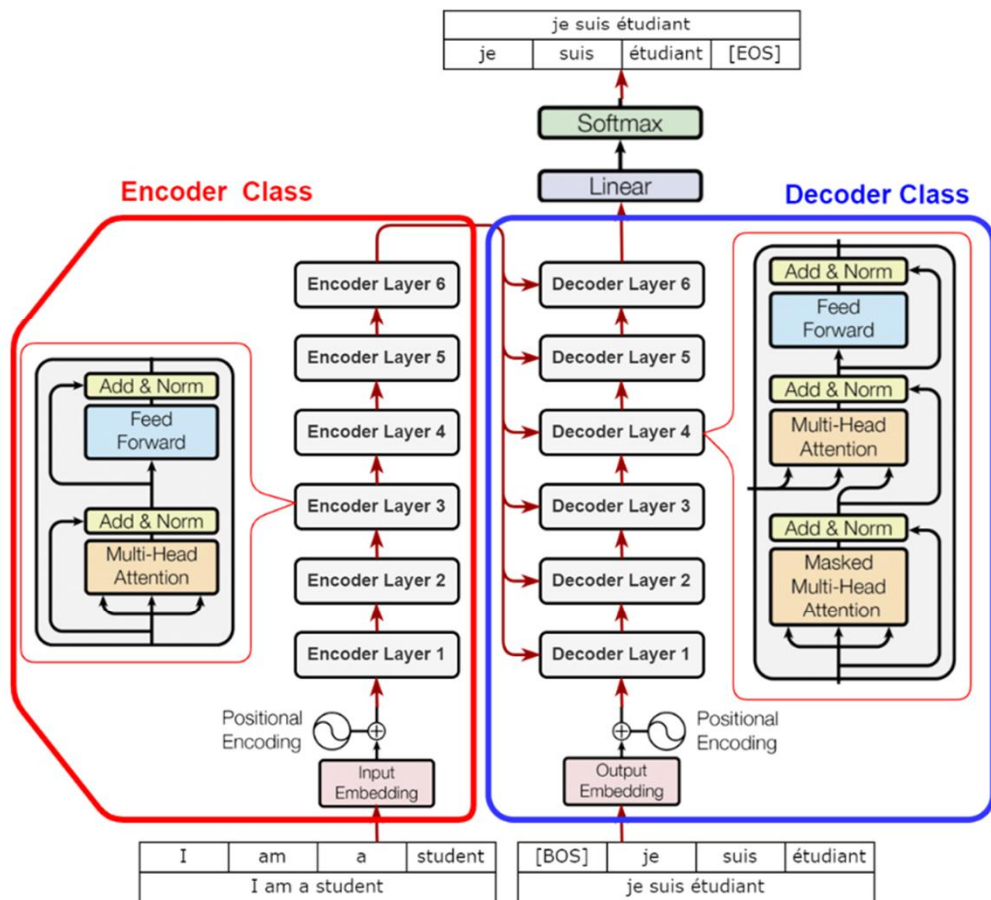 je suis étudiant
je suis étudiant [EOS]
Softmax
Linear
Encoder Class
Decoder Class
Encoder Layer 6
Encoder Layer 5
Encoder Layer 4
Encoder Layer 3
Encoder Layer 2
Encoder Layer 1
Add & Norm
Feed
Forward
Add & Norm
Multi-Head
Attention
Positional
Encoding
Input
Embedding
I am a student
I am a student
Decoder Layer 6
Decoder Layer 5
Decoder Layer 4
Decoder Layer 3
Decoder Layer 2
Decoder Layer 1
Add & Norm
Feed
Forward
Add & Norm
Multi-Head
Attention
Add & Norm
Masked
Multi-Head
Attention
Positional
Encoding
Output
Embedding
[BOS] je suis étudiant
je suis étudiant